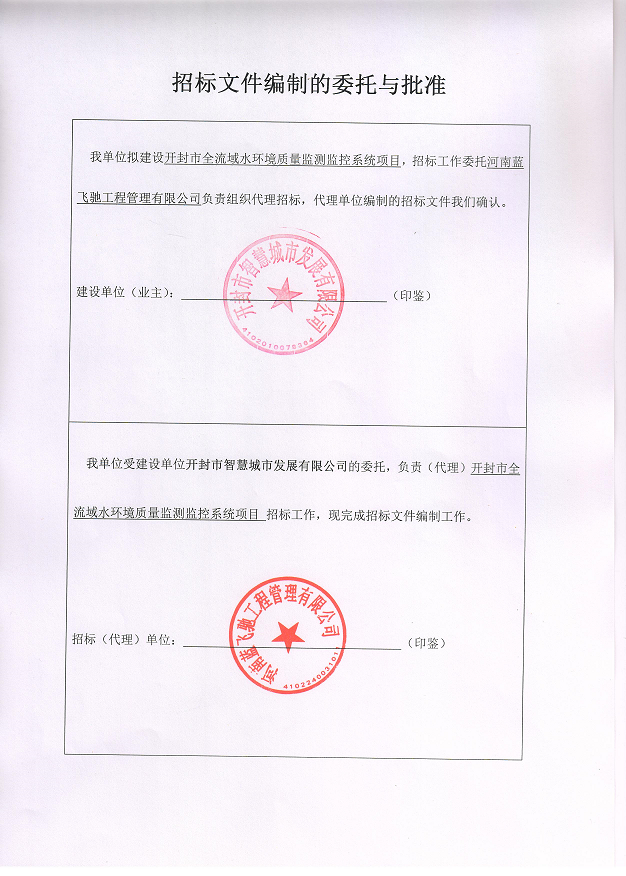 招标文件编制的委托与批准
我单位拟建设开封市全流域水环境质量监测监控系统项目，招标工作委托河南蓝
飞驰工程管理有限公司负责组织代理招标，代理单位编制的招标文件我们确认。
开封市智慧城市发展有限公司
建设单位（业主）：（印鉴）
4102010078364
我单位受建设单位开封市智慧城市发展有限公司的委托，负责（代理）开封市全
流域水环境质量监测监控系统项目 招标工作，现完成招标文件编制工作。
河南蓝飞驰工程管理有限公司
招标（代理）单位：（印鉴）